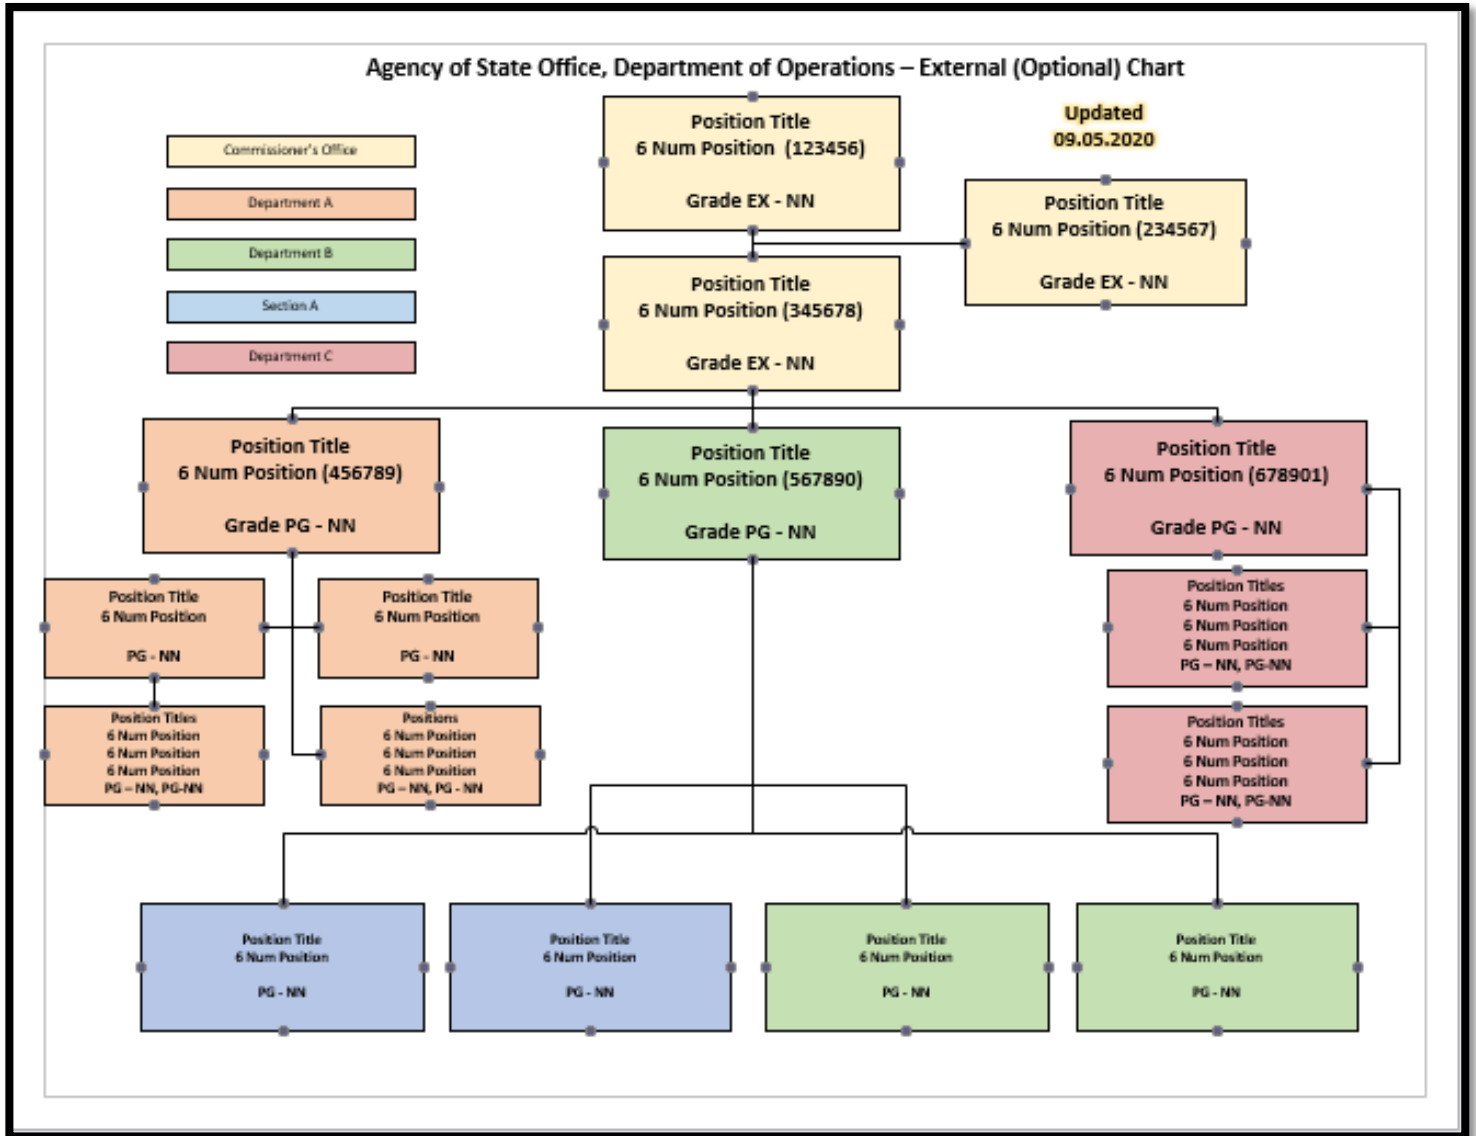 Agency of State Office, Department of Operations – External (Optional) Chart
Updated
09.05.2020
Commissioner's Office
Department A
Department B
Section A
Department C
Position Title
6 Num Position (123456)
Grade EX - NN
Position Title
6 Num Position (234567)
Grade EX - NN
Position Title
6 Num Position (345678)
Grade EX - NN
Position Title
6 Num Position (456789)
Grade PG - NN
Position Title
6 Num Position (567890)
Grade PG - NN
Position Title
6 Num Position (678901)
Grade PG - NN
Position Title
6 Num Position
PG - NN
Position Title
6 Num Position
PG - NN
Position Titles
6 Num Position
6 Num Position
6 Num Position
PG – NN, PG-NN
Position Titles
6 Num Position
6 Num Position
6 Num Position
PG – NN, PG-NN
Positions
6 Num Position
6 Num Position
6 Num Position
PG – NN, PG - NN
Position Titles
6 Num Position
6 Num Position
6 Num Position
PG – NN, PG-NN
Position Title
6 Num Position
PG - NN
Position Title
6 Num Position
PG - NN
Position Title
6 Num Position
PG - NN
Position Title
6 Num Position
PG - NN